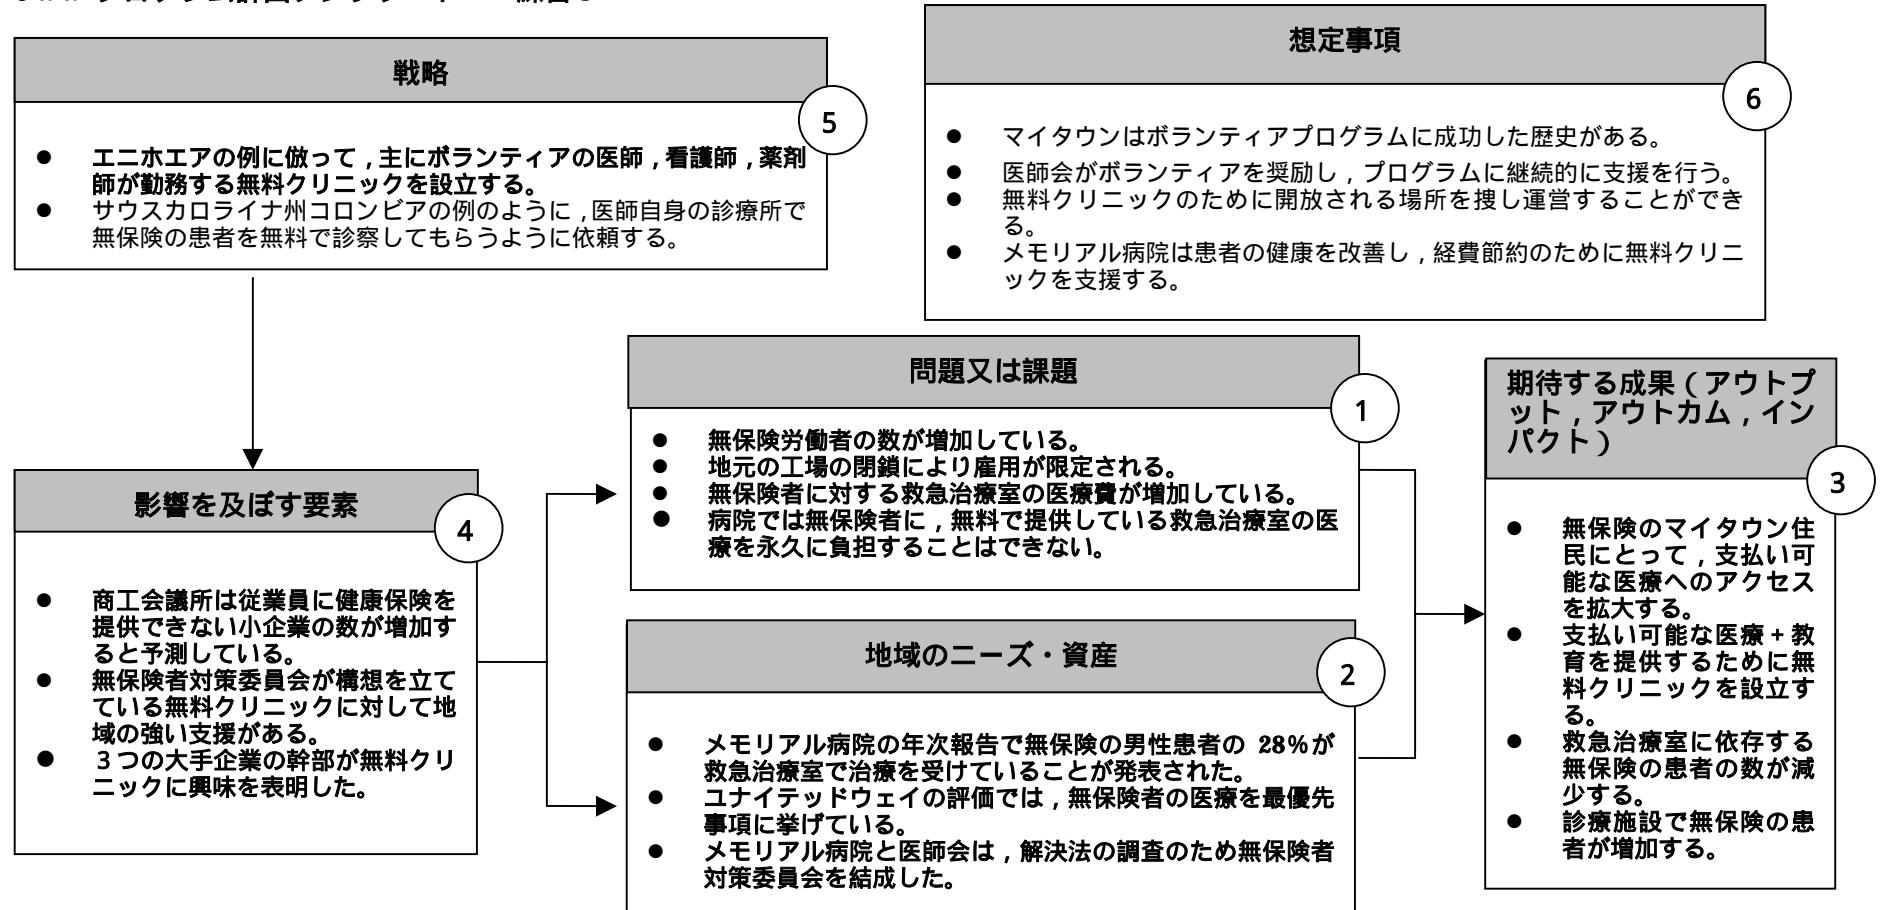 戦略
5
● エニホエアの例に倣って，主にボランティアの医師，看護師，薬剤
師が勤務する無料クリニックを設立する。
● サウスカロライナ州コロンビアの例のように，医師自身の診療所で
無保険の患者を無料で診察してもらうように依頼する。
想定事項
6
● マイタウンはボランティアプログラムに成功した歴史がある。
● 医師会がボランティアを奨励し，プログラムに継続的に支援を行う。
● 無料クリニックのために開放される場所を捜し運営することができ
る。
● メモリアル病院は患者の健康を改善し，経費節約のために無料クリニ
ックを支援する。
問題又は課題
1
● 無保険労働者の数が増加している。
● 地元の工場の閉鎖により雇用が限定される。
● 無保険者に対する救急治療室の医療費が増加している。
● 病院では無保険者に，無料で提供している救急治療室の医
療を永久に負担することはできない。
期待する成果（アウトプ
ット，アウトカム，イン
パクト）
3
● 無保険のマイタウン住
民にとって，支払い可
能な医療へのアクセス
を拡大する。
● 支払い可能な医療＋教
育を提供するために無
料クリニックを設立す
る。
● 救急治療室に依存する
無保険の患者の数が減
少する。
● 診療施設で無保険の患
者が増加する。
影響を及ぼす要素
4
● 商工会議所は従業員に健康保険を
提供できない小企業の数が増加す
ると予測している。
● 無保険者対策委員会が構想を立て
ている無料クリニックに対して地
域の強い支援がある。
● ３つの大手企業の幹部が無料クリ
ニックに興味を表明した。
地域のニーズ・資産
2
● メモリアル病院の年次報告で無保険の男性患者の 28％が
救急治療室で治療を受けていることが発表された。
● ユナイテッドウェイの評価では，無保険者の医療を最優先
事項に挙げている。
● メモリアル病院と医師会は，解決法の調査のため無保険者
対策委員会を結成した。